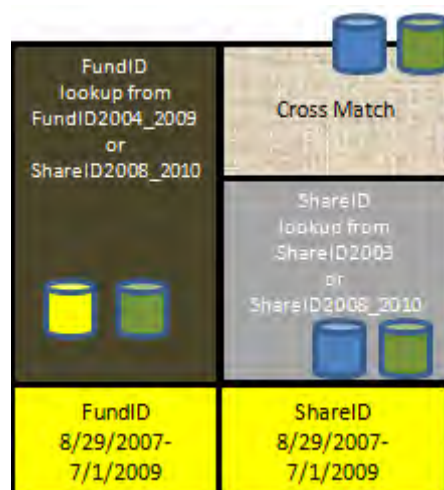 FundID
lookup from
FundID2004_2009
or
ShareID2008_2010
Cross Match
ShareID
lookup from
ShareID2003
or
ShareID2008_2010
FundID
8/29/2007-
7/1/2009
ShareID
8/29/2007-
7/1/2009